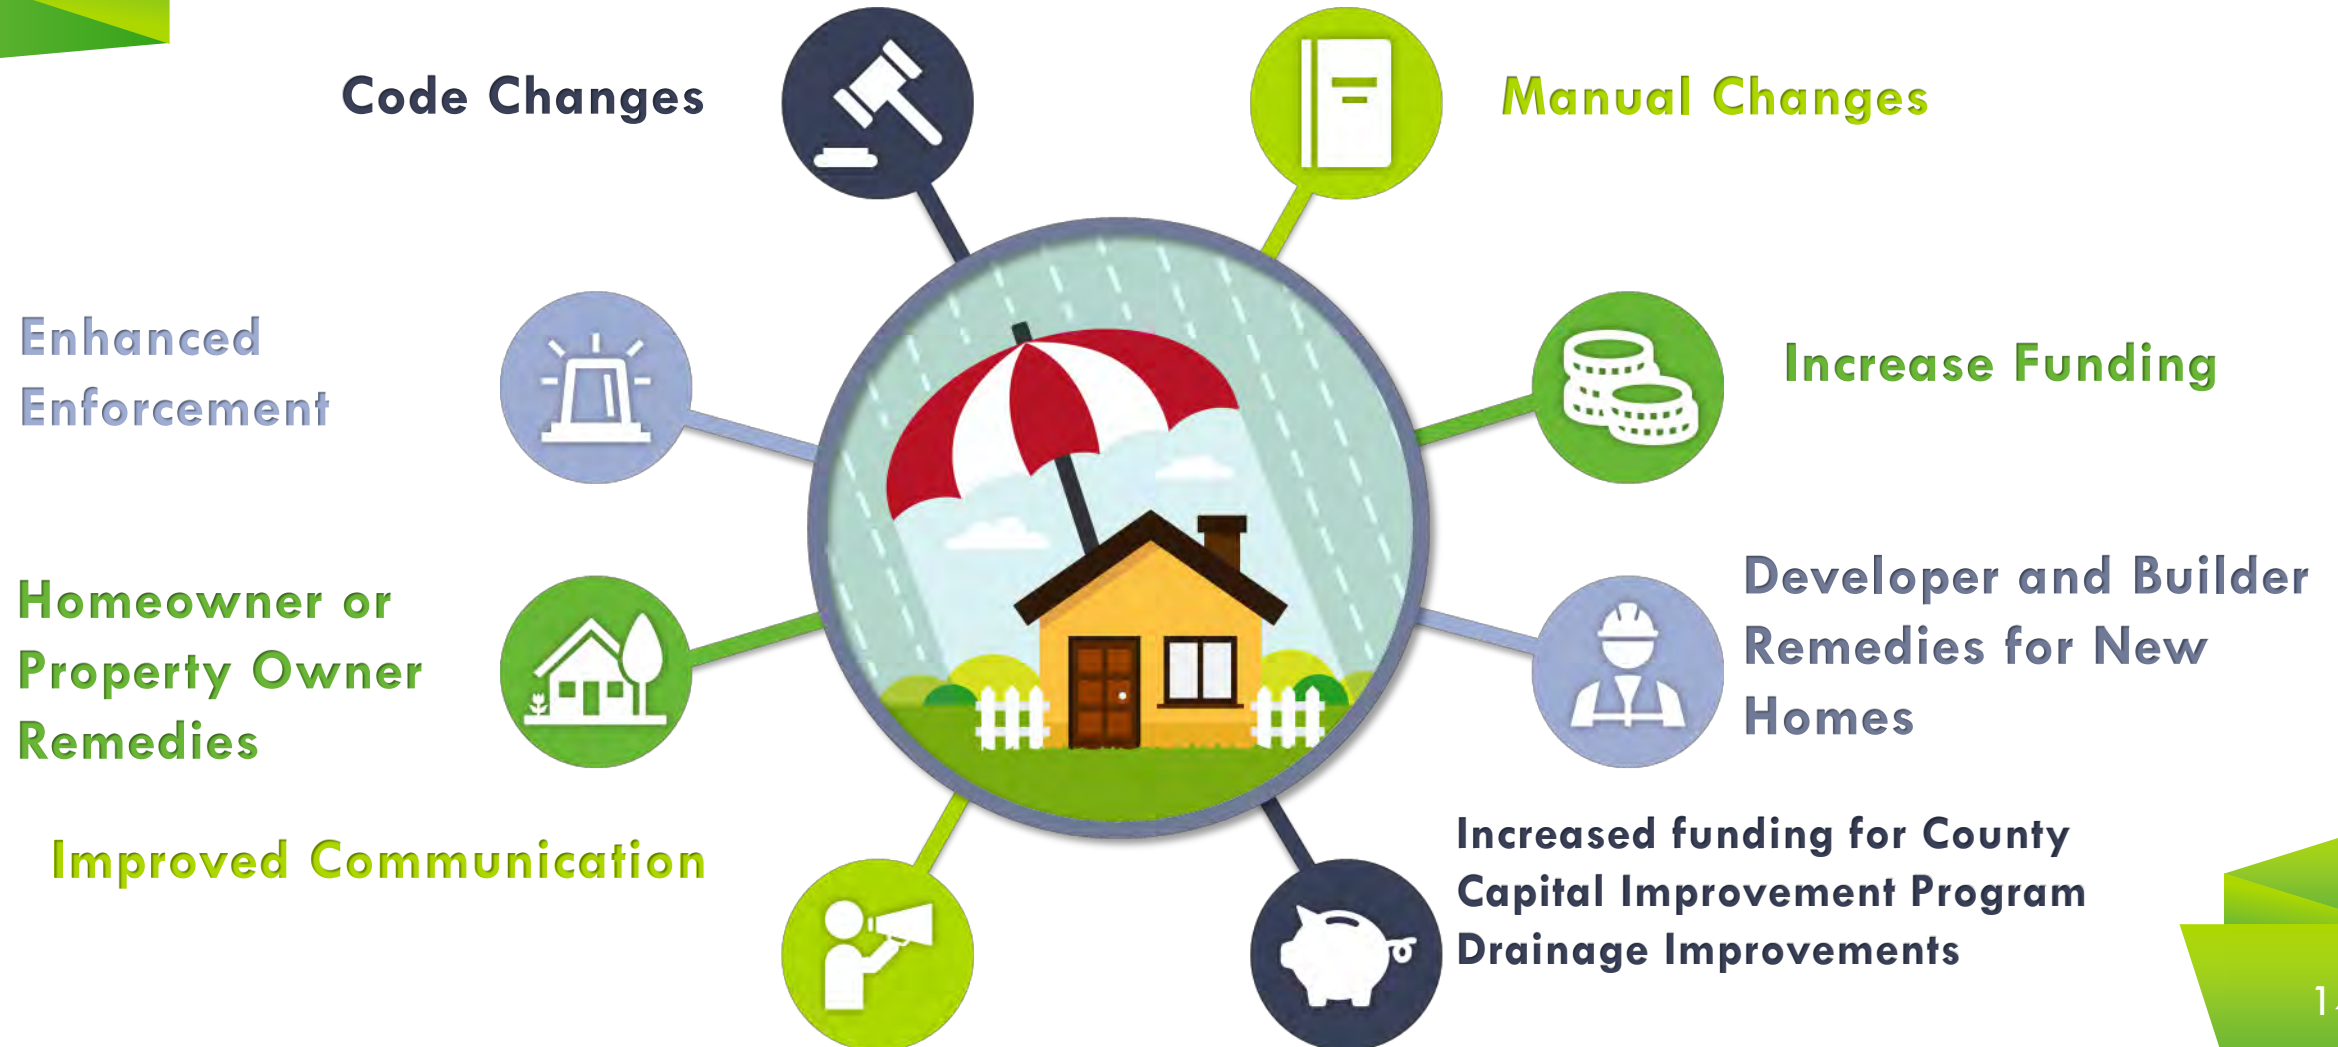 Code Changes
Manual Changes
Enhanced
Enforcement
Increase Funding
Homeowner or
Property Owner
Remedies
Developer and Builder
Remedies for New
Homes
Improved Communication
Increased funding for County
Capital Improvement Program
Drainage Improvements